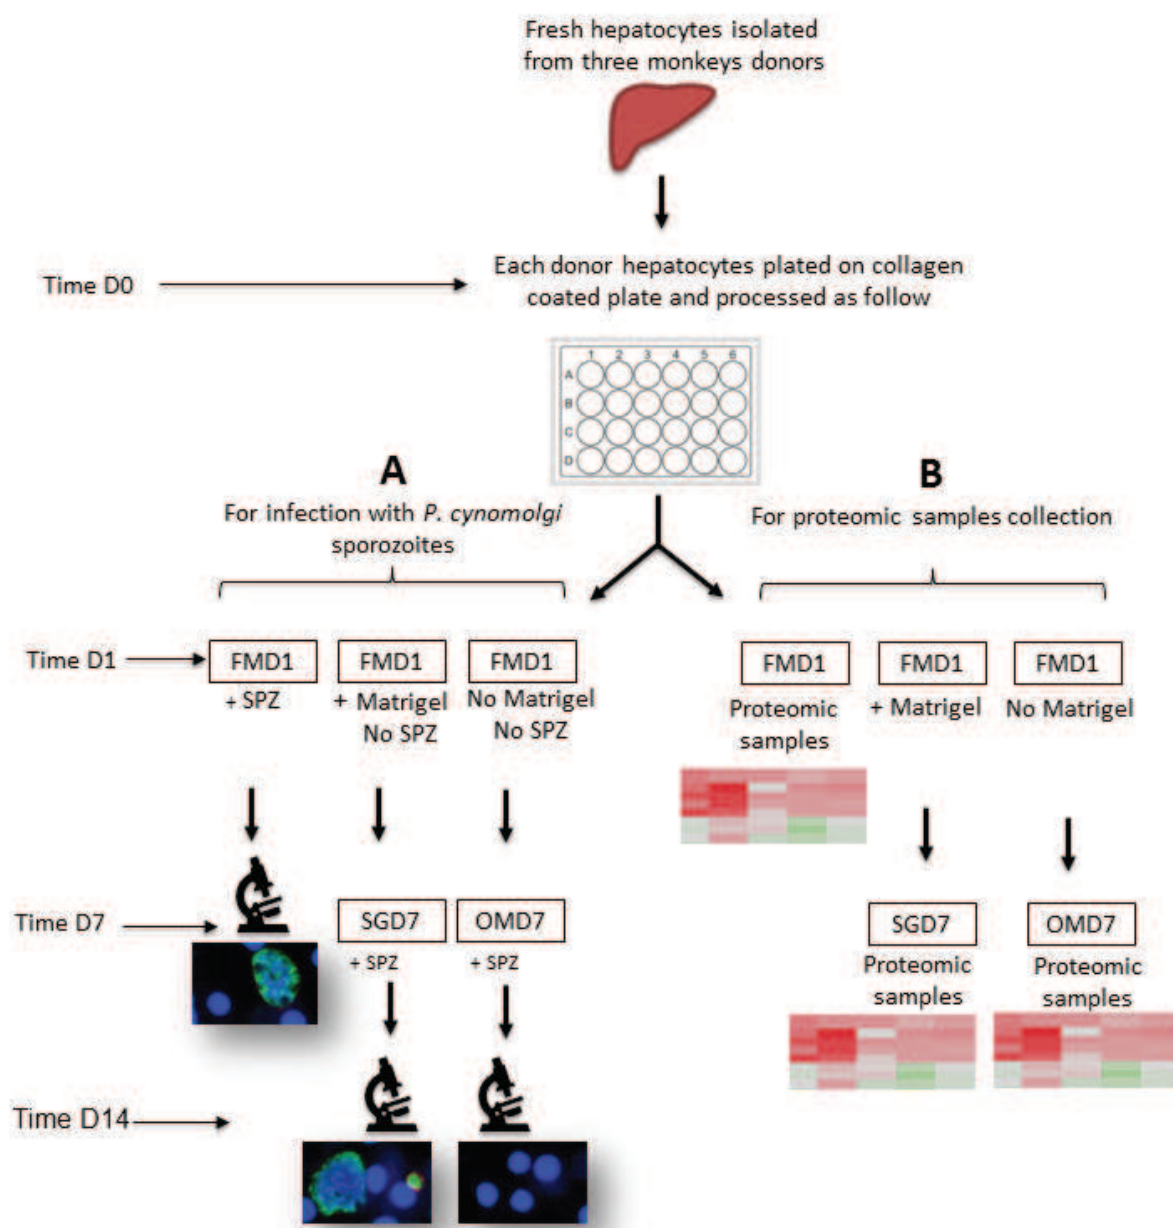 Fresh hepatocytes isolated
from three monkeys donors
Time D0
Each donor hepatocytes plated on collagen
coated plate and processed as follow
1 2 3 4 5 6
A
B
C
D
A
For infection with P. cynomolgi
sporozoites
B
For proteomic samples collection
Time D1
FMD1
+ SPZ
FMD1
+ Matrigel
No SPZ
FMD1
No Matrigel
No SPZ
FMD1
Proteomic
samples
FMD1
+ Matrigel
FMD1
No Matrigel
Time D7
SGD7
+ SPZ
OMD7
+ SPZ
SGD7
Proteomic
samples
OMD7
Proteomic
samples
Time D14